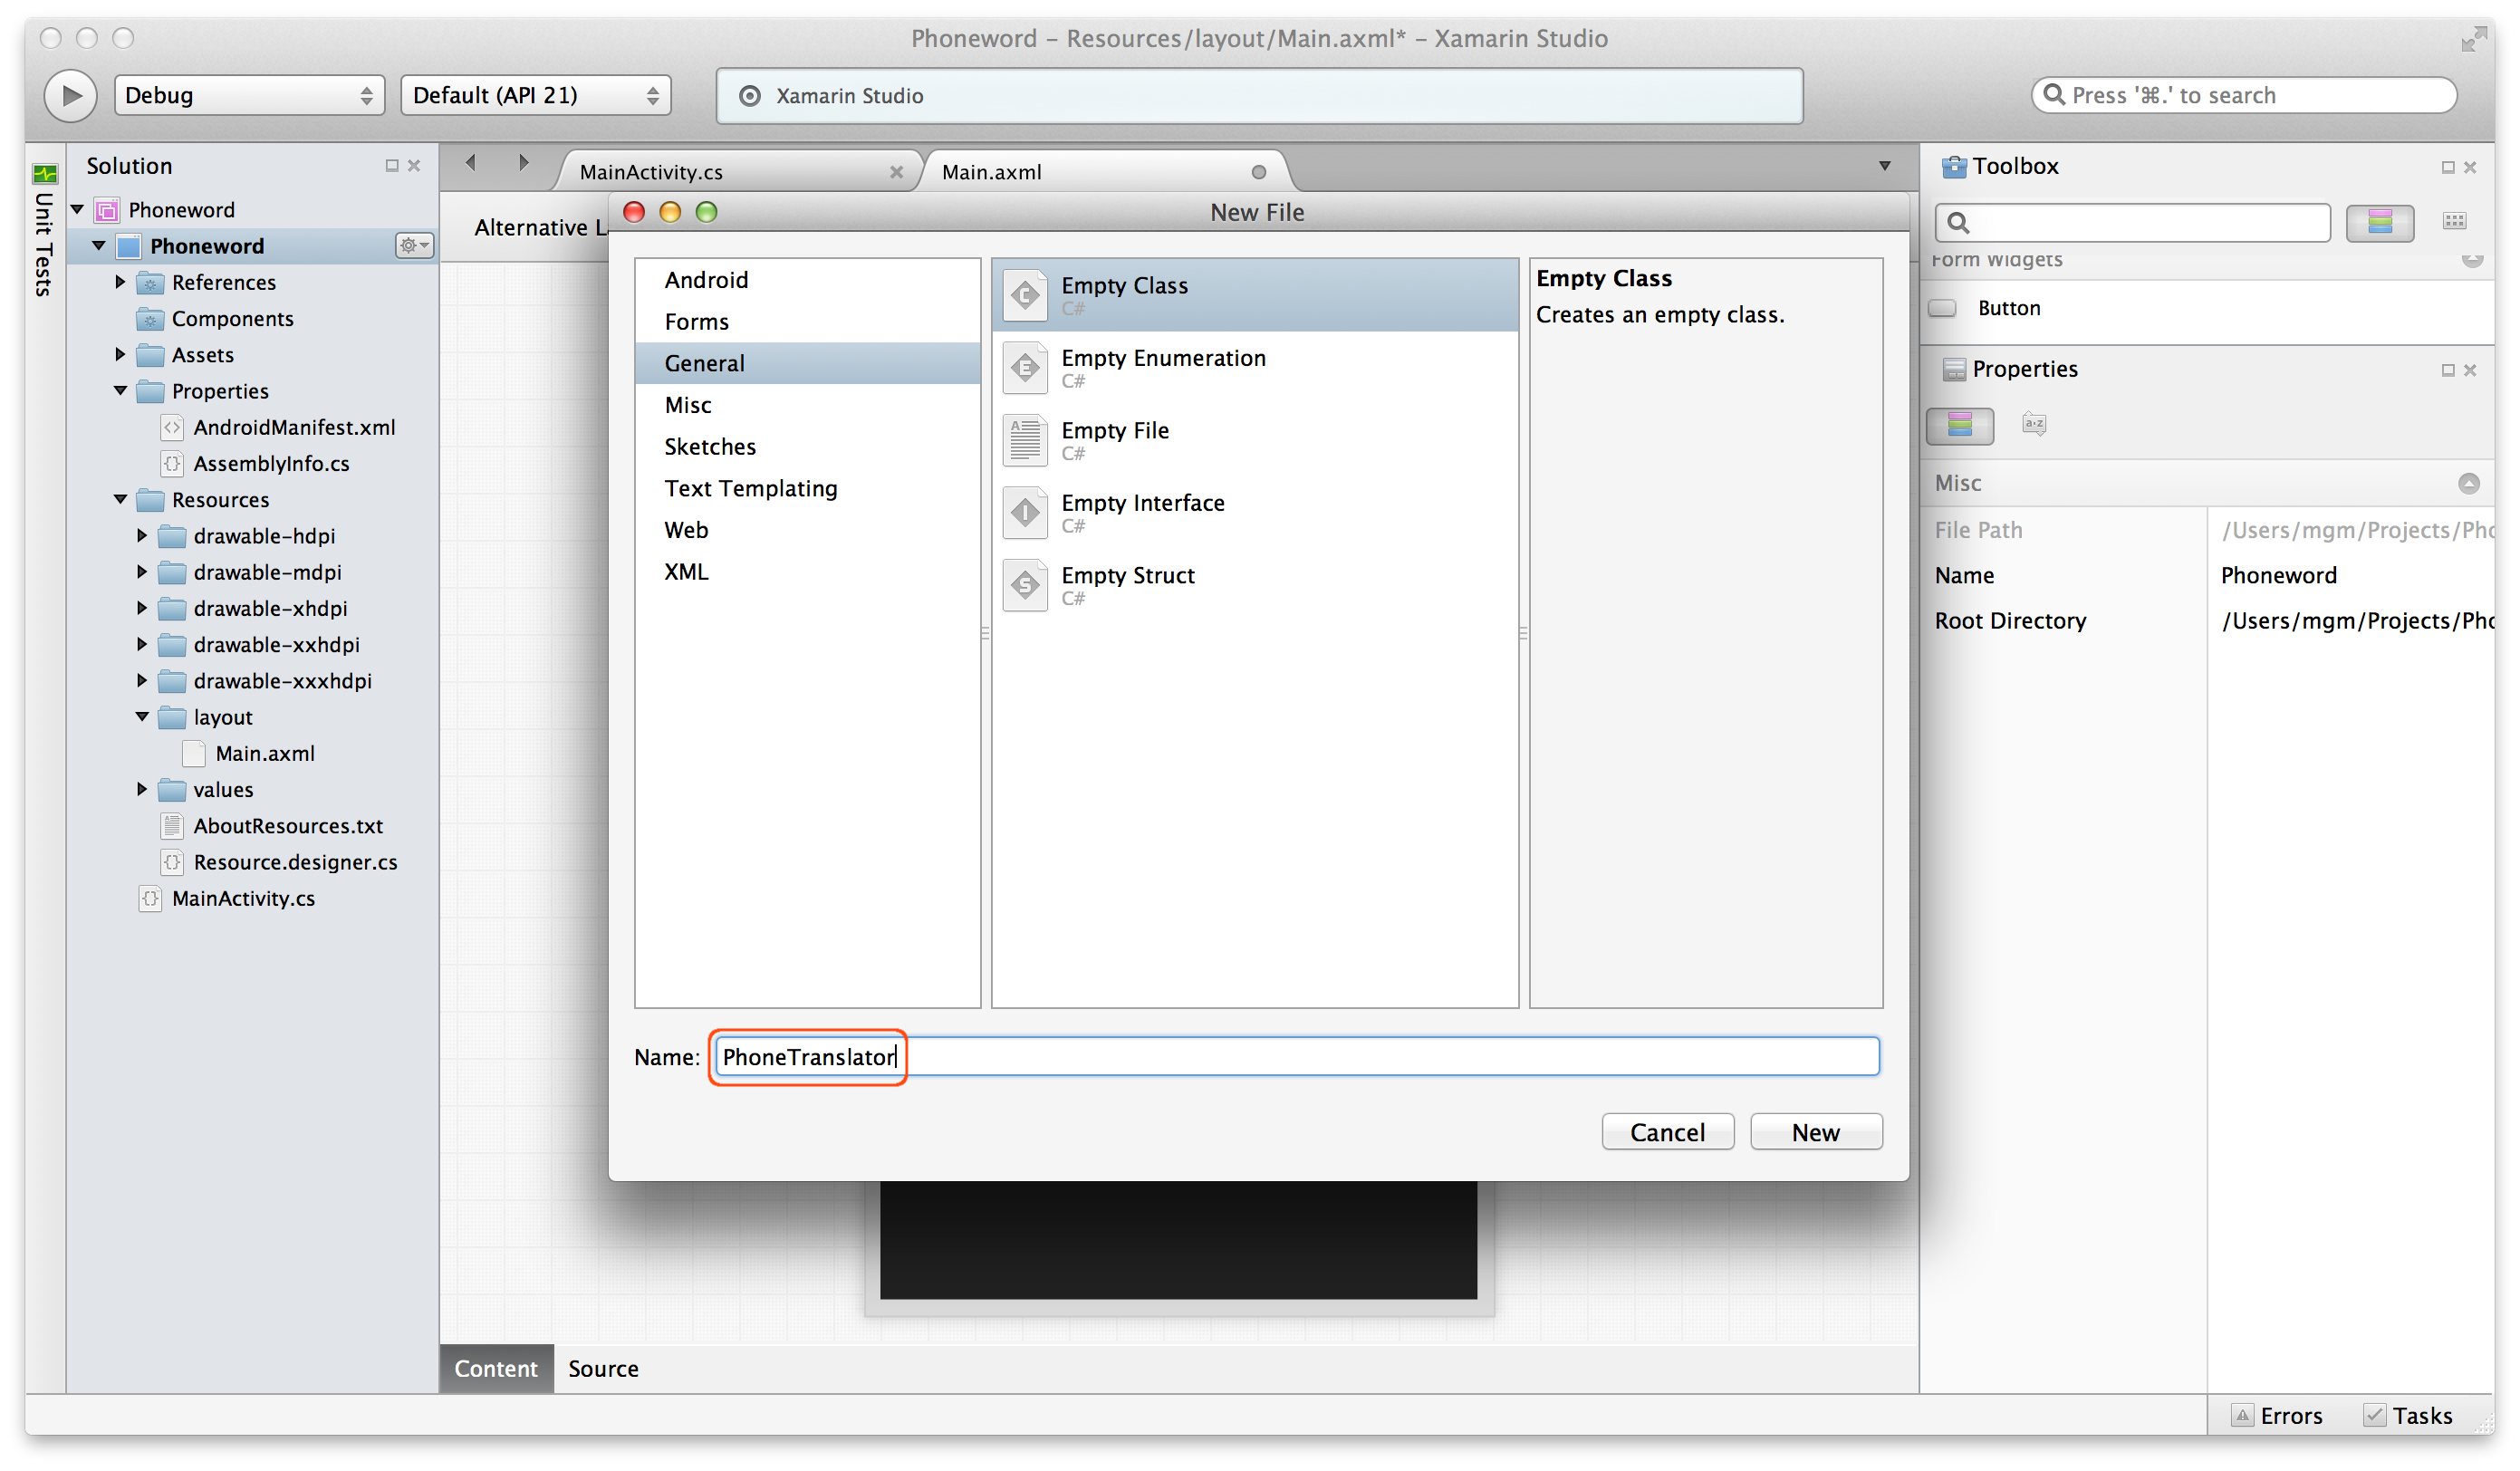 Phoneword – Resources/layout/Main.axml* – Xamarin Studio
Debug
Default (API 21)
Xamarin Studio
Press '⌘.' to search
Unit Tests
Solution
Phoneword
Phoneword
References
Components
Assets
Properties
AndroidManifest.xml
AssemblyInfo.cs
Resources
drawable-hdpi
drawable-mdpi
drawable-xhdpi
drawable-xxhdpi
drawable-xxxhdpi
layout
Main.axml
values
AboutResources.txt
Resource.designer.cs
MainActivity.cs
MainActivity.cs
Main.axml
Alternative L
New File
Android
Forms
General
Misc
Sketches
Text Templating
Web
XML
Empty Class
C#
Empty Enumeration
C#
Empty File
C#
Empty Interface
C#
Empty Struct
C#
Empty Class
Creates an empty class.
Name: PhoneTranslator
Cancel
New
Content
Source
Toolbox
Form Widgets
Button
Properties
Misc
File Path /Users/mgm/Projects/Pho
Name Phoneword
Root Directory /Users/mgm/Projects/Pho
Errors
Tasks